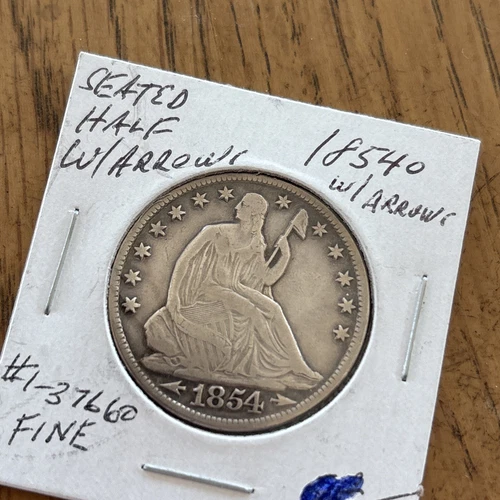 SEATED
HALF
W/ARROWS
1854O
W/ARROWS
1854
#1-37660
FINE